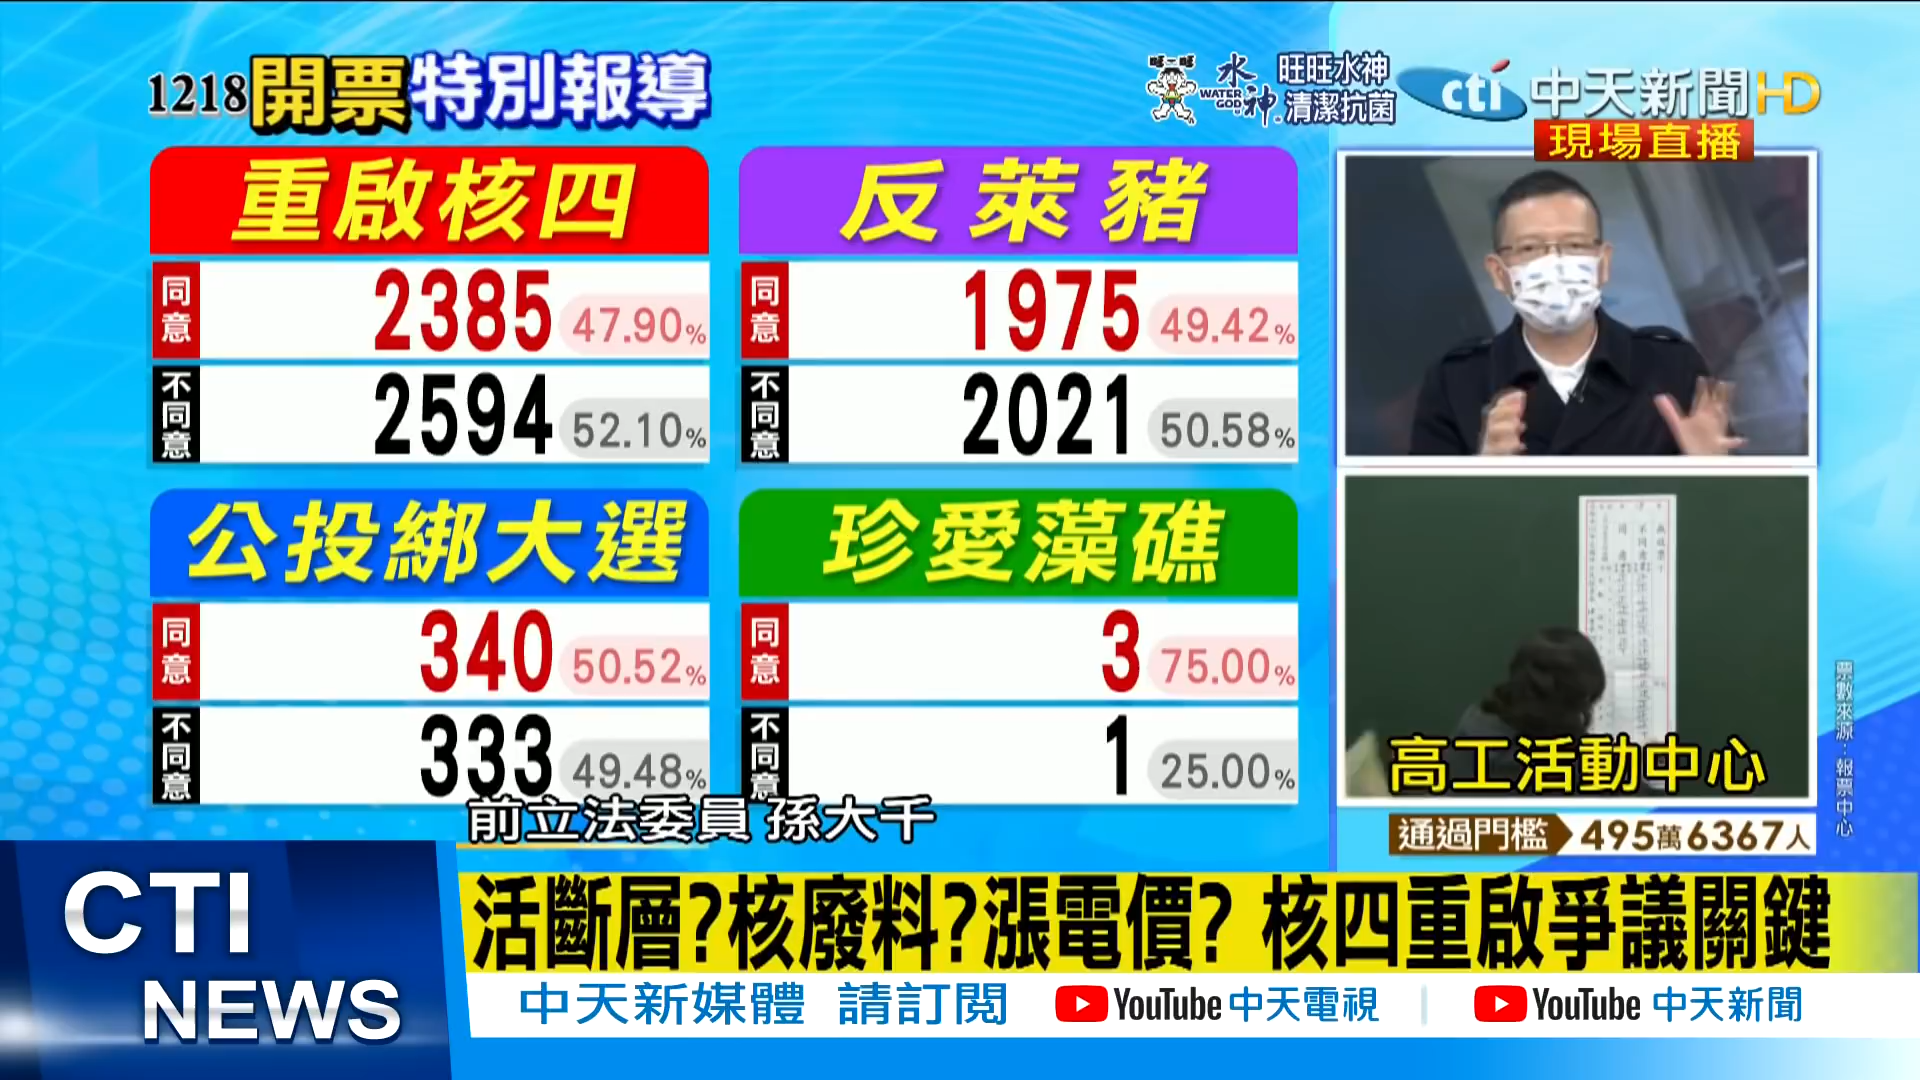 1218開票特別報導
旺旺
水神
WATER GOD
旺旺水神
清潔抗菌
cti 中天新聞HD
現場直播
重啟核四
同意 2385 47.90%
不同意 2594 52.10%
反萊豬
同意 1975 49.42%
不同意 2021 50.58%
公投綁大選
同意 340 50.52%
不同意 333 49.48%
珍愛藻礁
同意 3 75.00%
不同意 1 25.00%
高工活動中心
票數來源：報票中心
通過門檻 495萬6367人
前立法委員 孫大千
CTI NEWS
活斷層?核廢料?漲電價? 核四重啟爭議關鍵
中天新媒體 請訂閱 YouTube 中天電視 | YouTube 中天新聞